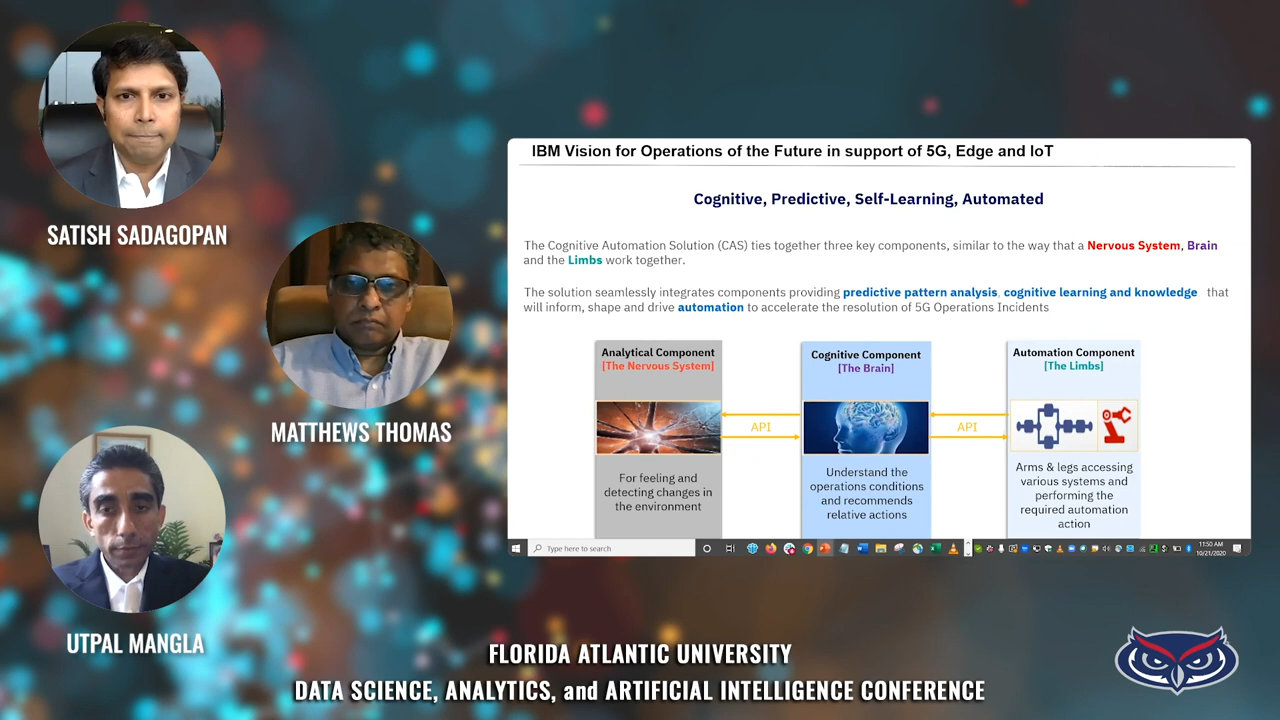 SATISH SADAGOPAN
MATTHEWS THOMAS
UTPAL MANGLA
IBM Vision for Operations of the Future in support of 5G, Edge and IoT
Cognitive, Predictive, Self-Learning, Automated
The Cognitive Automation Solution (CAS) ties together three key components, similar to the way that a Nervous System, Brain
and the Limbs work together.
The solution seamlessly integrates components providing predictive pattern analysis, cognitive learning and knowledge that
will inform, shape and drive automation to accelerate the resolution of 5G Operations Incidents
Analytical Component
[The Nervous System]
For feeling and
detecting changes in
the environment
API
Cognitive Component
[The Brain]
Understand the
operations conditions
and recommends
relative actions
API
Automation Component
[The Limbs]
Arms & legs accessing
various systems and
performing the
required automation
action
Type here to search
11:50 AM
10/21/2020
FLORIDA ATLANTIC UNIVERSITY
DATA SCIENCE, ANALYTICS, and ARTIFICIAL INTELLIGENCE CONFERENCE